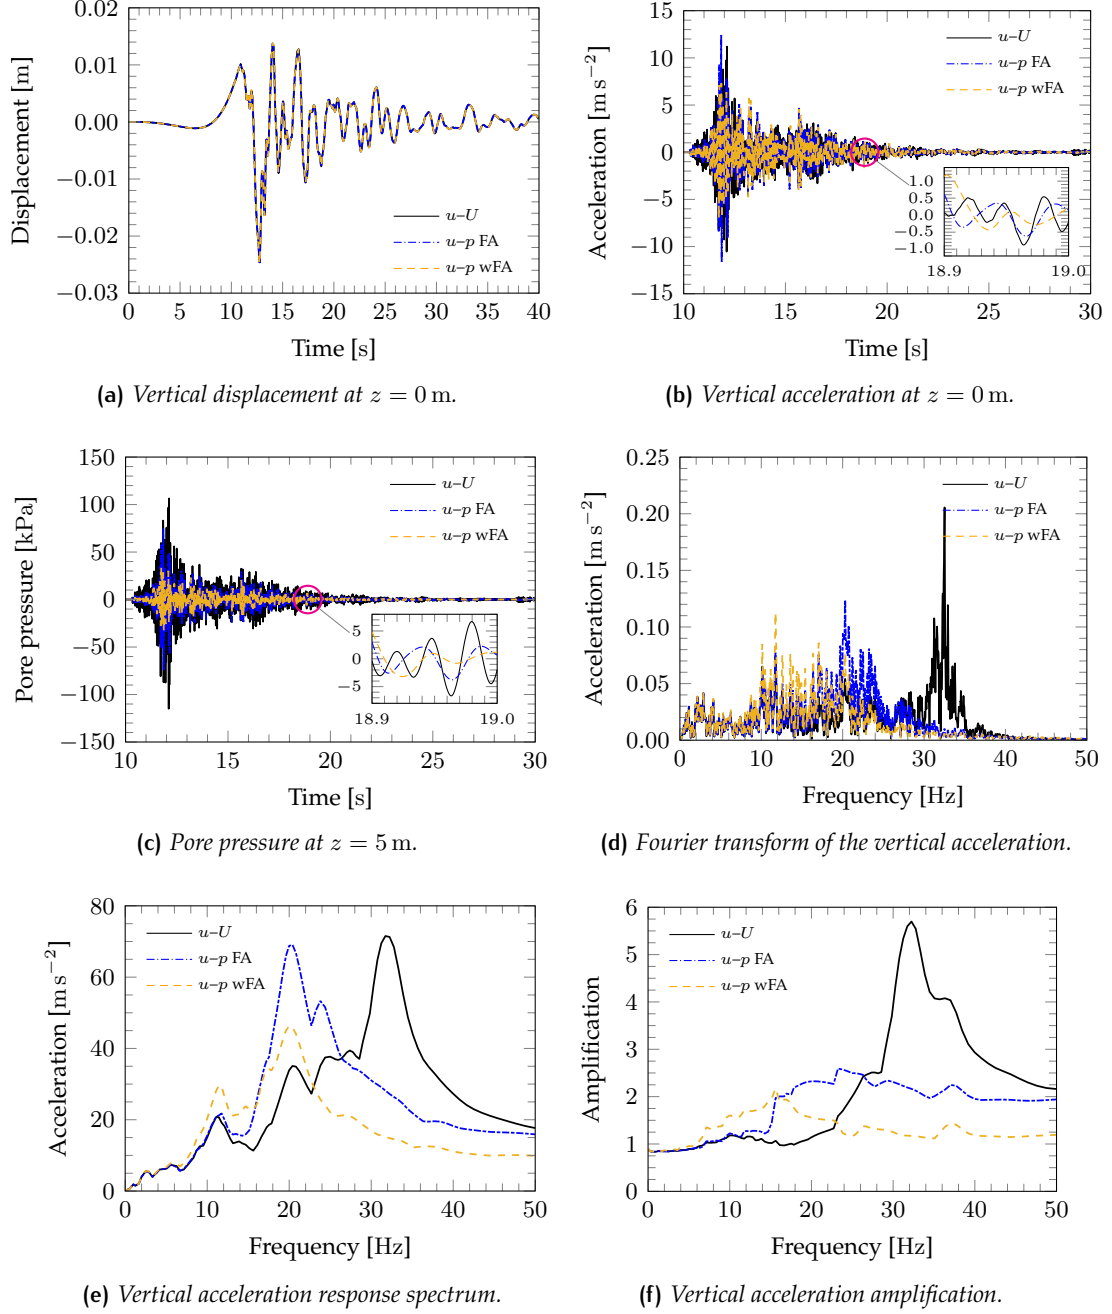 0.02
0.01
0.00
−0.01
−0.02
−0.03
Displacement [m]
u–U
u–p FA
u–p wFA
0 5 10 15 20 25 30 35 40
Time [s]
(a) Vertical displacement at z = 0 m.
15
10
5
0
−5
−10
−15
Acceleration [m s−2]
u–U
u–p FA
u–p wFA
1.0
0.5
0.0
−0.5
−1.0
18.9 19.0
10 15 20 25 30
Time [s]
(b) Vertical acceleration at z = 0 m.
150
100
50
0
−50
−100
−150
Pore pressure [kPa]
u–U
u–p FA
u–p wFA
5
0
−5
18.9 19.0
10 15 20 25 30
Time [s]
(c) Pore pressure at z = 5 m.
0.25
0.20
0.15
0.10
0.05
0.00
Acceleration [m s−2]
u–U
u–p FA
u–p wFA
0 10 20 30 40 50
Frequency [Hz]
(d) Fourier transform of the vertical acceleration.
80
60
40
20
0
Acceleration [m s−2]
u–U
u–p FA
u–p wFA
0 10 20 30 40 50
Frequency [Hz]
(e) Vertical acceleration response spectrum.
6
5
4
3
2
1
0
Amplification
u–U
u–p FA
u–p wFA
0 10 20 30 40 50
Frequency [Hz]
(f) Vertical acceleration amplification.